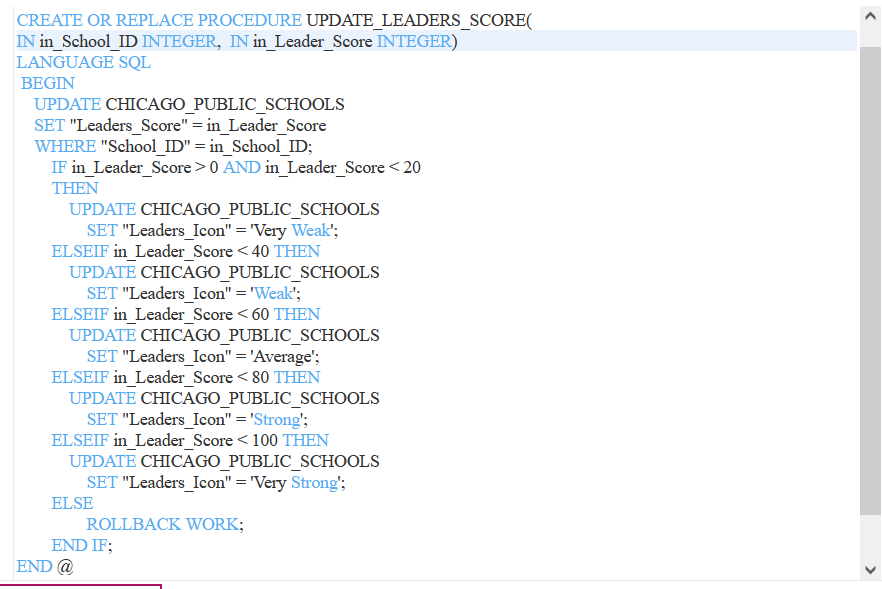 CREATE OR REPLACE PROCEDURE UPDATE_LEADERS_SCORE(
IN in_School_ID INTEGER,  IN in_Leader_Score INTEGER)
LANGUAGE SQL
BEGIN
UPDATE CHICAGO_PUBLIC_SCHOOLS
SET "Leaders_Score" = in_Leader_Score
WHERE "School_ID" = in_School_ID;
IF in_Leader_Score > 0 AND in_Leader_Score < 20
THEN
UPDATE CHICAGO_PUBLIC_SCHOOLS
SET "Leaders_Icon" = 'Very Weak';
ELSEIF in_Leader_Score < 40 THEN
UPDATE CHICAGO_PUBLIC_SCHOOLS
SET "Leaders_Icon" = 'Weak';
ELSEIF in_Leader_Score < 60 THEN
UPDATE CHICAGO_PUBLIC_SCHOOLS
SET "Leaders_Icon" = 'Average';
ELSEIF in_Leader_Score < 80 THEN
UPDATE CHICAGO_PUBLIC_SCHOOLS
SET "Leaders_Icon" = 'Strong';
ELSEIF in_Leader_Score < 100 THEN
UPDATE CHICAGO_PUBLIC_SCHOOLS
SET "Leaders_Icon" = 'Very Strong';
ELSE
ROLLBACK WORK;
END IF;
END @